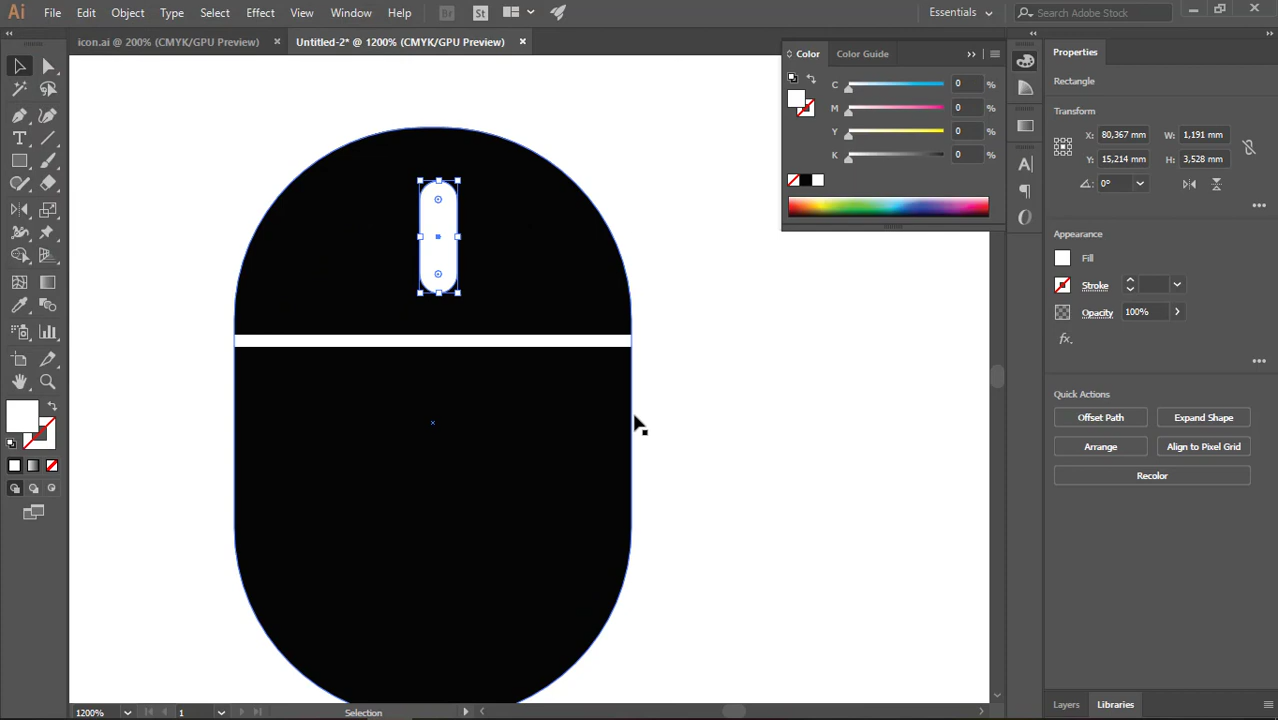 Ai File Edit Object Type Select Effect View Window Help Br St Essentials Search Adobe Stock
icon.ai @ 200% (CMYK/GPU Preview) × Untitled-2* @ 1200% (CMYK/GPU Preview) ×
Color Color Guide
C 0 %
M 0 %
Y 0 %
K 0 %
Properties
Rectangle
Transform
X: 80,367 mm W: 1,191 mm
Y: 15,214 mm H: 3,528 mm
0°
Appearance
Fill
Stroke
Opacity 100%
fx.
Quick Actions
Offset Path Expand Shape
Arrange Align to Pixel Grid
Recolor
Layers Libraries
1200% 1 Selection